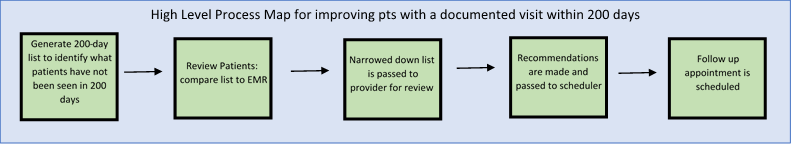 High Level Process Map for improving pts with a documented visit within 200 days
Generate 200-day
list to identify what
patients have not
been seen in 200
days
Review Patients:
compare list to EMR
Narrowed down list
is passed to
provider for review
Recommendations
are made and
passed to scheduler
Follow up
appointment is
scheduled